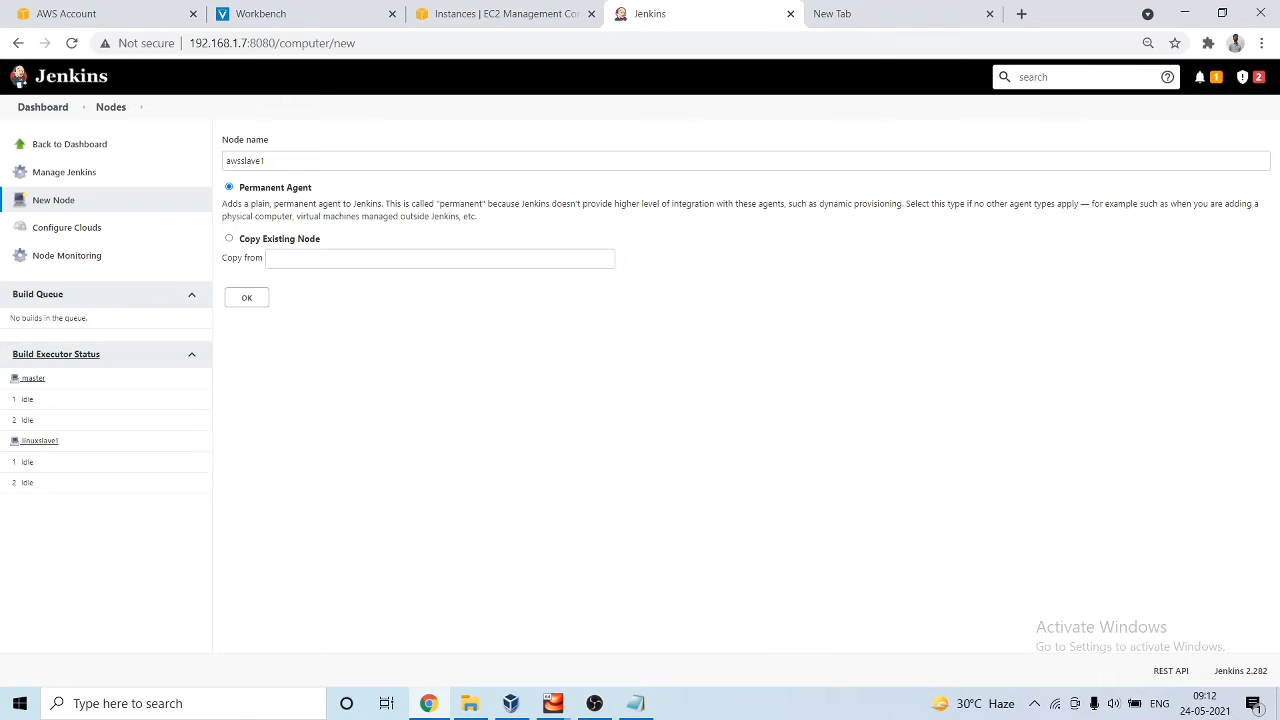 AWS Account
Workbench
Instances | EC2 Management Con
Jenkins
New Tab
Not secure
192.168.1.7:8080/computer/new
Jenkins
search
1
2
Dashboard
Nodes
Back to Dashboard
Manage Jenkins
New Node
Configure Clouds
Node Monitoring
Build Queue
No builds in the queue.
Build Executor Status
master
1 Idle
2 Idle
linuxslave1
1 Idle
2 Idle
Node name
awsslave1
Permanent Agent
Adds a plain, permanent agent to Jenkins. This is called "permanent" because Jenkins doesn't provide higher level of integration with these agents, such as dynamic provisioning. Select this type if no other agent types apply — for example such as when you are adding a
physical computer, virtual machines managed outside Jenkins, etc.
Copy Existing Node
Copy from
OK
Activate Windows
Go to Settings to activate Windows.
REST API
Jenkins 2.282
Type here to search
30°C Haze
ENG
09:12
24-05-2021
1